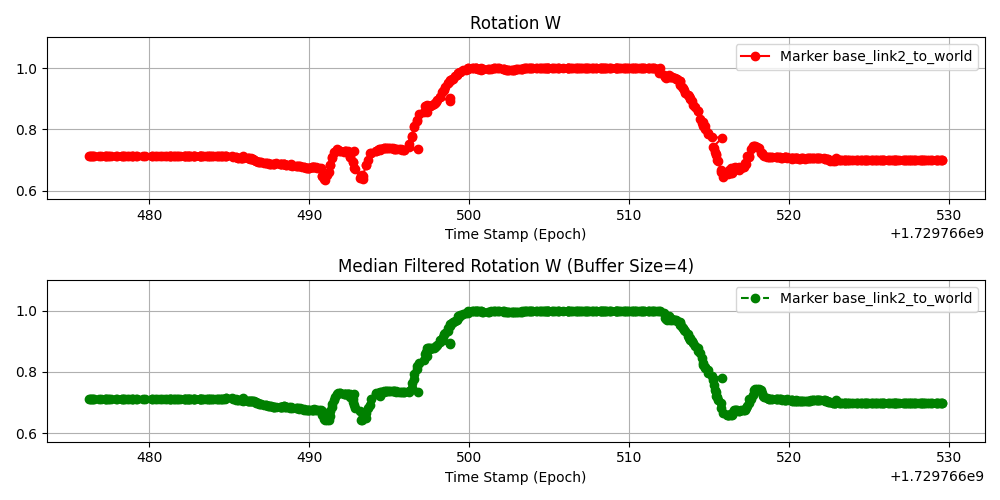 Rotation W
Marker base_link2_to_world
1.0
0.8
0.6
480 490 500 510 520 530
Time Stamp (Epoch)
+1.729766e9
Median Filtered Rotation W (Buffer Size=4)
Marker base_link2_to_world
1.0
0.8
0.6
480 490 500 510 520 530
Time Stamp (Epoch)
+1.729766e9